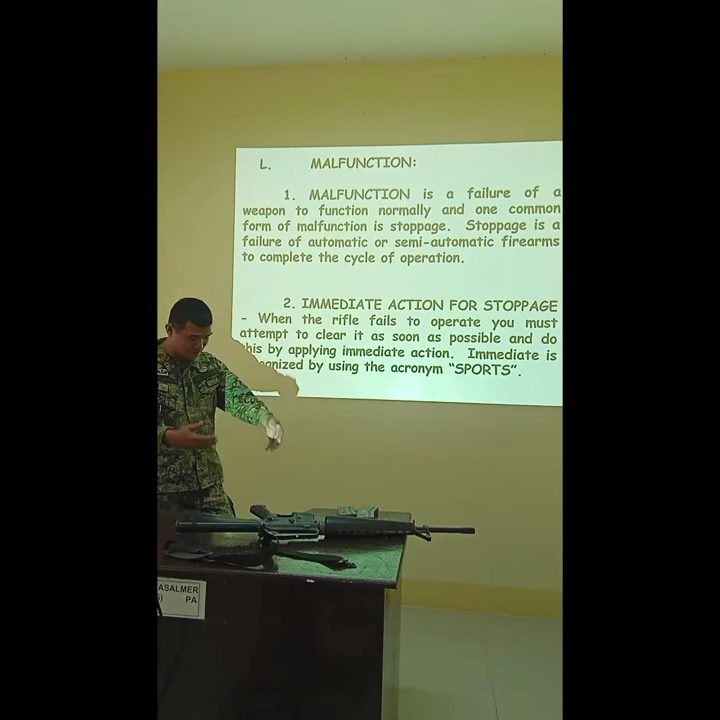 L. MALFUNCTION:
1. MALFUNCTION is a failure of a
weapon to function normally and one common
form of malfunction is stoppage. Stoppage is a
failure of automatic or semi-automatic firearms
to complete the cycle of operation.
2. IMMEDIATE ACTION FOR STOPPAGE
- When the rifle fails to operate you must
attempt to clear it as soon as possible and do
this by applying immediate action. Immediate is
ognized by using the acronym "SPORTS".
ASALMER
PA